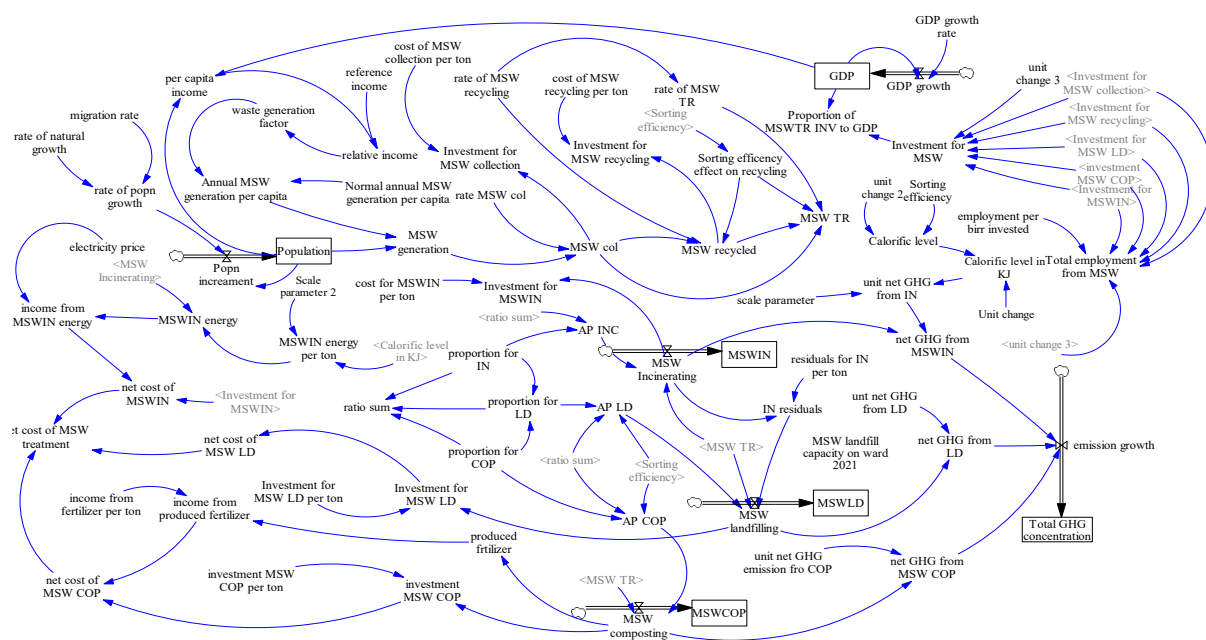 GDP growth
rate
cost of MSW
collection per ton
per capita
income
reference
income
rate of MSW
recycling
cost of MSW
recycling per ton
rate of MSW
TR
GDP
GDP growth
unit
change 3
<Investment for
MSW collection>
<Investment for
MSW recycling>
<Investment for
MSW LD>
<investment
MSW COP>
<Investment for
MSWIN>
migration rate
waste generation
factor
<Sorting
efficiency>
Proportion of
MSWTR INV to GDP
rate of natural
growth
relative income
Investment for
MSW collection
Investment for
MSW recycling
Sorting efficency
effect on recycling
Investment for
MSW
rate of popn
growth
Annual MSW
generation per capita
Normal annual MSW
generation per capita
rate MSW col
MSW TR
unit
change 2
Sorting
efficiency
employment per
birr invested
electricity price
<MSW
Incinerating>
Population
Popn
increament
MSW
generation
MSW col
MSW recycled
Calorific level
Calorific level in
KJ
Total employment
from MSW
Scale
parameter 2
cost for MSWIN per
ton
Investment for
MSWIN
scale parameter
unit net GHG
from IN
Unit change
income from
MSWIN energy
MSWIN energy
<ratio sum>
AP INC
MSWIN energy
per ton
<Calorific level
in KJ>
proportion for
IN
MSW
Incinerating
MSWIN
net GHG from
MSWIN
<unit change 3>
residuals for IN
per ton
net cost of
MSWIN
<Investment for
MSWIN>
ratio sum
proportion for
LD
AP LD
IN residuals
unt net GHG
from LD
net cost of MSW
treatment
net cost of
MSW LD
proportion for
COP
<ratio sum>
<Sorting
efficiency>
<MSW TR>
MSW landfill
capacity on ward
2021
net GHG from
LD
emission growth
income from
fertilizer per ton
income from
produced fertilizer
Investment for
MSW LD per ton
Investment for
MSW LD
AP COP
MSW
landfilling
MSWLD
Total GHG
concentration
produced
frtilizer
unit net GHG
emission fro COP
net GHG from
MSW COP
net cost of
MSW COP
investment MSW
COP per ton
investment
MSW COP
<MSW TR>
MSW
composting
MSWCOP